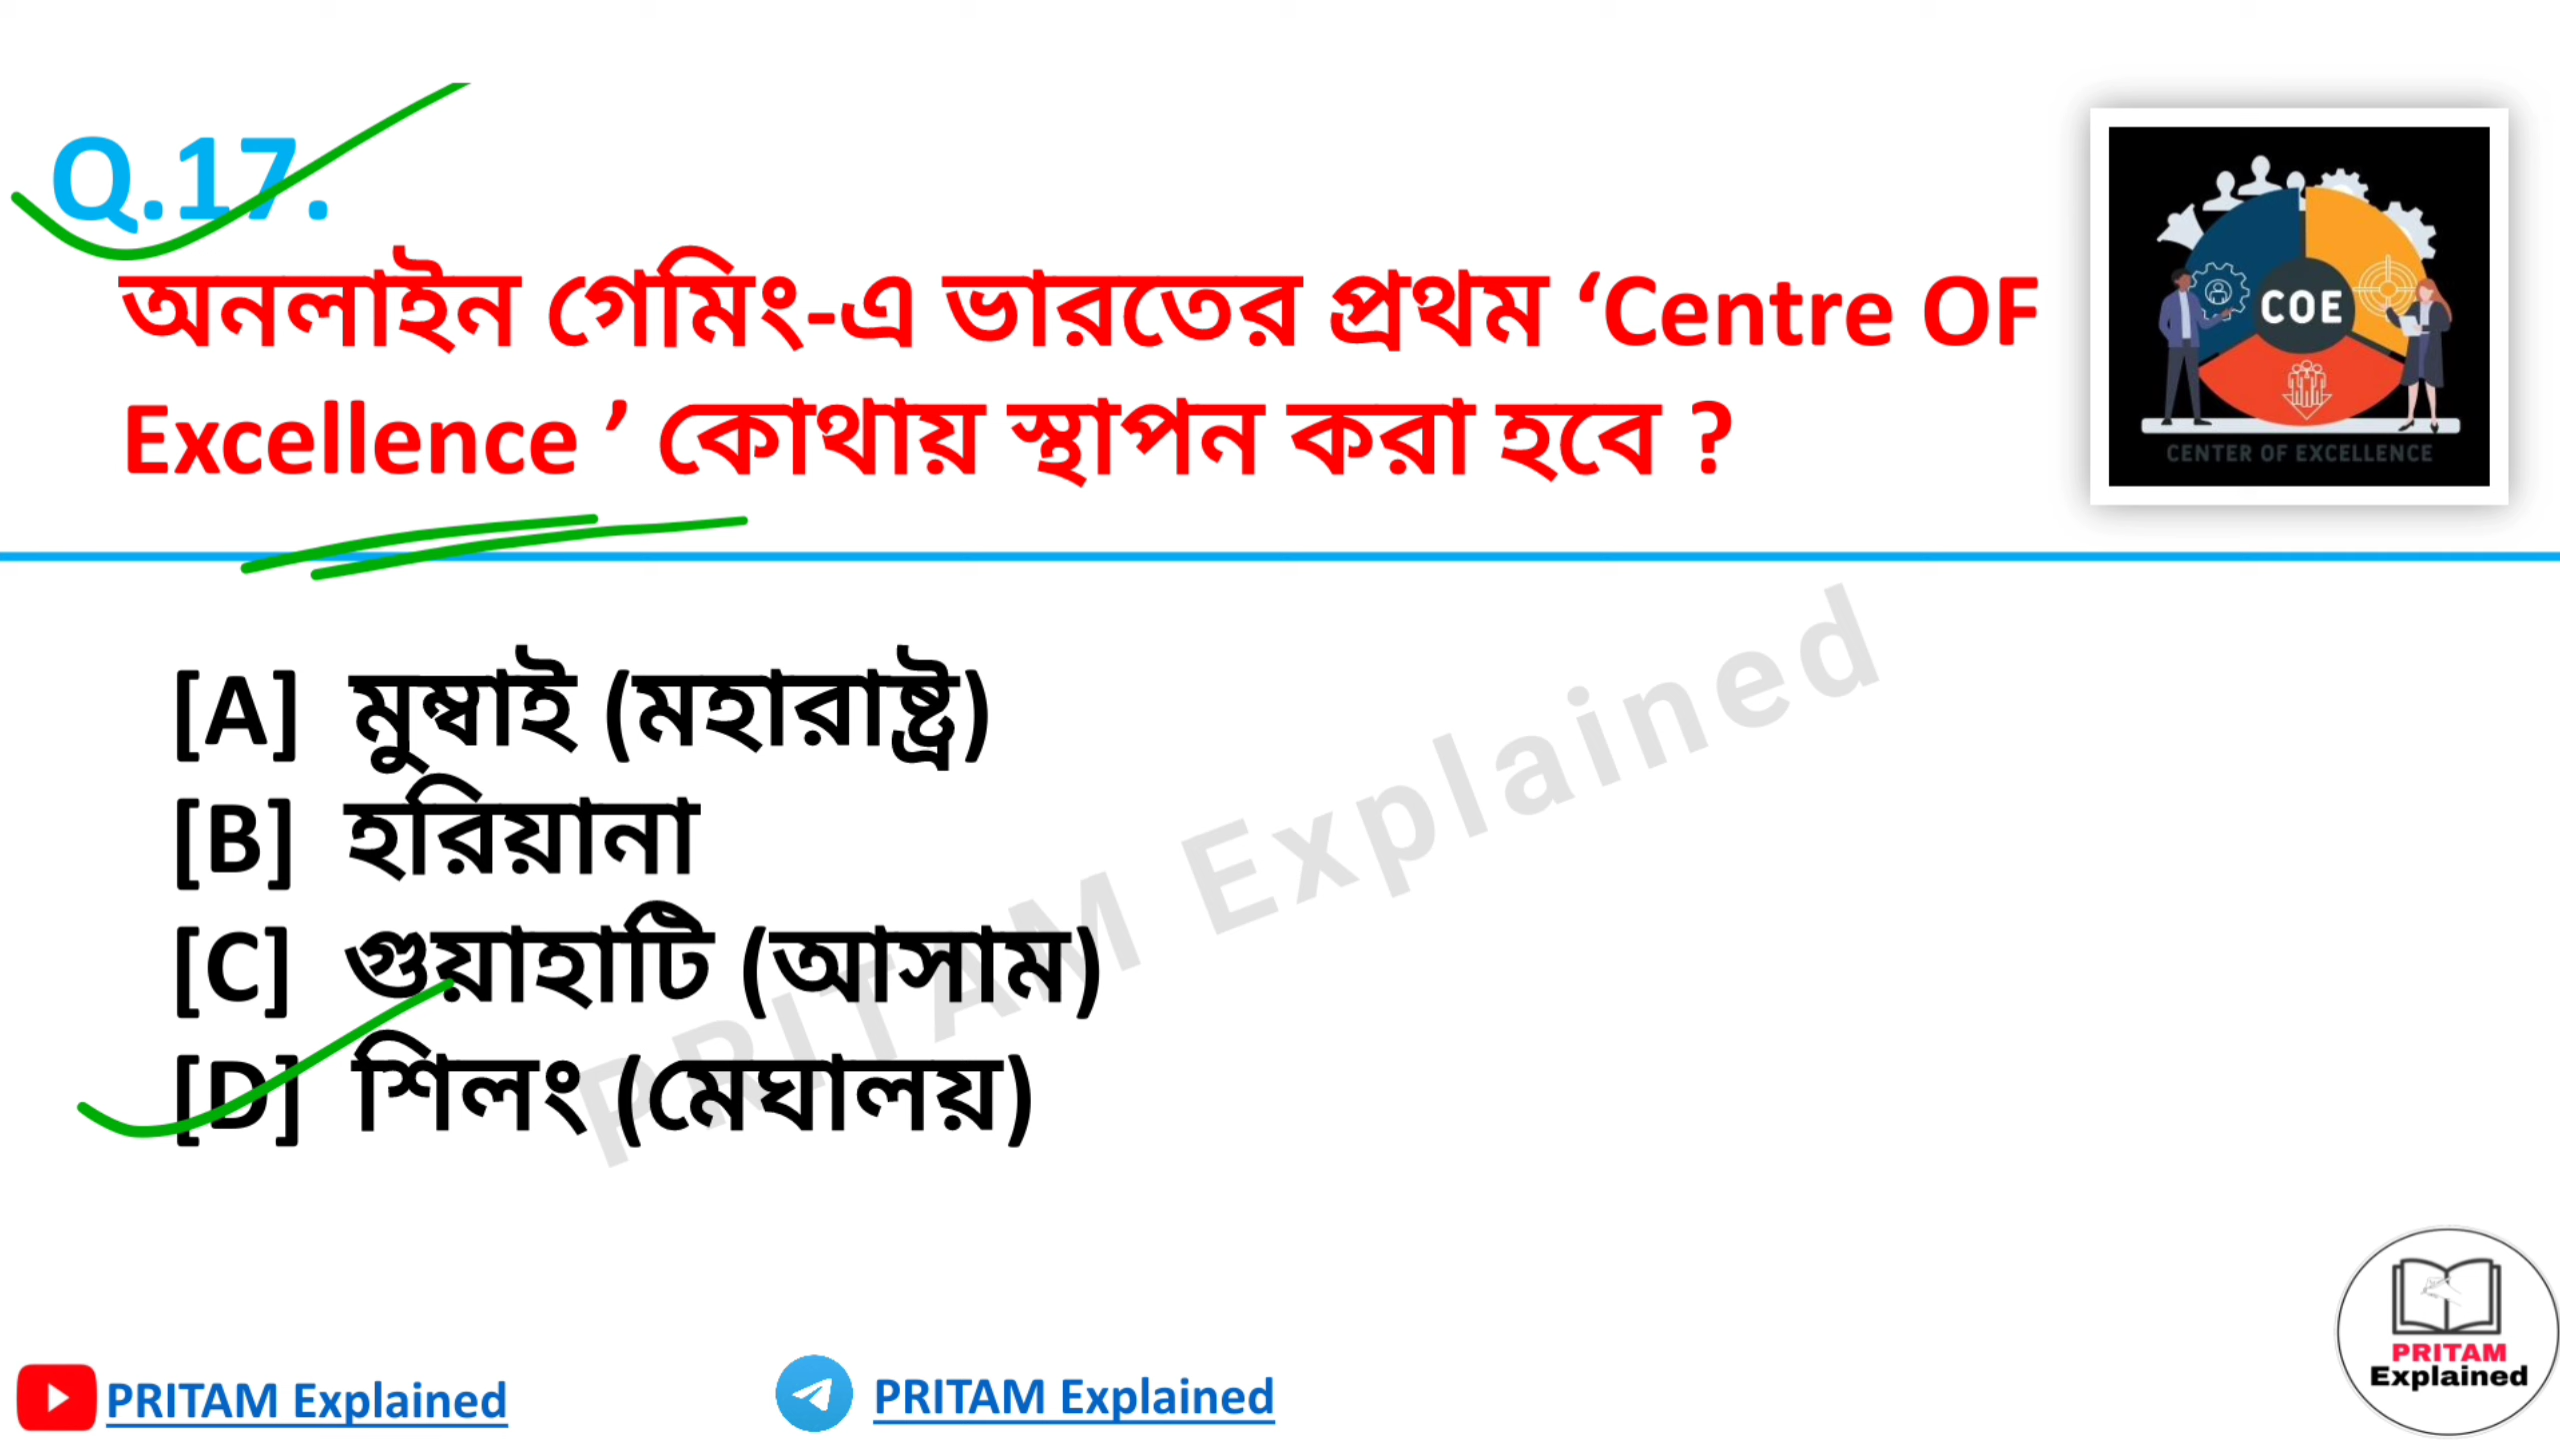 Q.17.
অনলাইন গেমিং-এ ভারতের প্রথম ‘Centre OF
Excellence ’ কোথায় স্থাপন করা হবে ?
COE
CENTER OF EXCELLENCE
[A] মুম্বাই (মহারাষ্ট্র)
[B] হরিয়ানা
[C] গুয়াহাটি (আসাম)
[D] শিলং (মেঘালয়)
PRITAM Explained
PRITAM Explained
PRITAM Explained
PRITAM
Explained